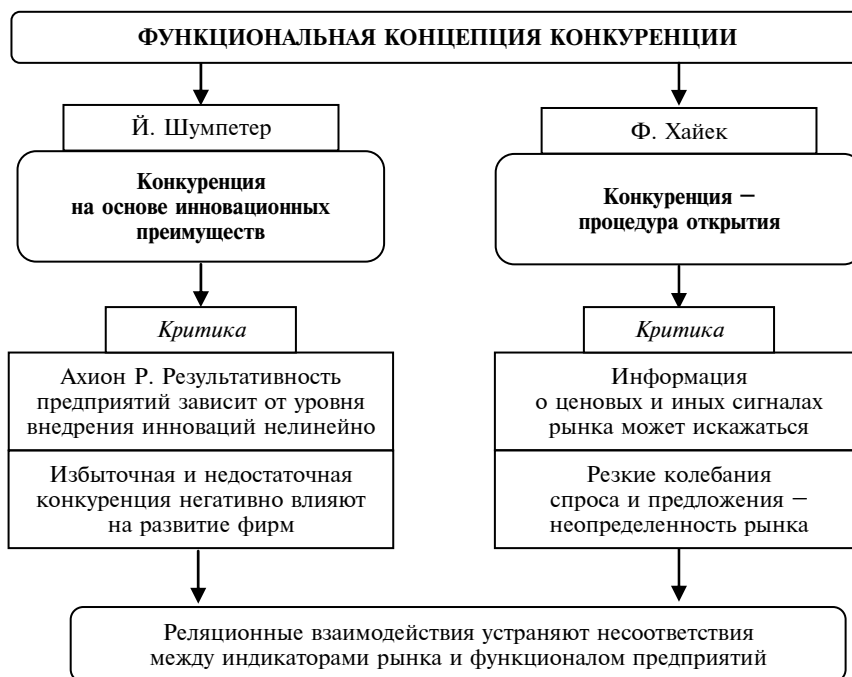 ФУНКЦИОНАЛЬНАЯ КОНЦЕПЦИЯ КОНКУРЕНЦИИ
Й. Шумпетер
Конкуренция
на основе инновационных
преимуществ
Критика
Ахион Р. Результативность
предприятий зависит от уровня
внедрения инноваций нелинейно
Избыточная и недостаточная
конкуренция негативно влияют
на развитие фирм
Ф. Хайек
Конкуренция –
процедура открытия
Критика
Информация
о ценовых и иных сигналах
рынка может искажаться
Резкие колебания
спроса и предложения –
неопределенность рынка
Реляционные взаимодействия устраняют несоответствия
между индикаторами рынка и функционалом предприятий